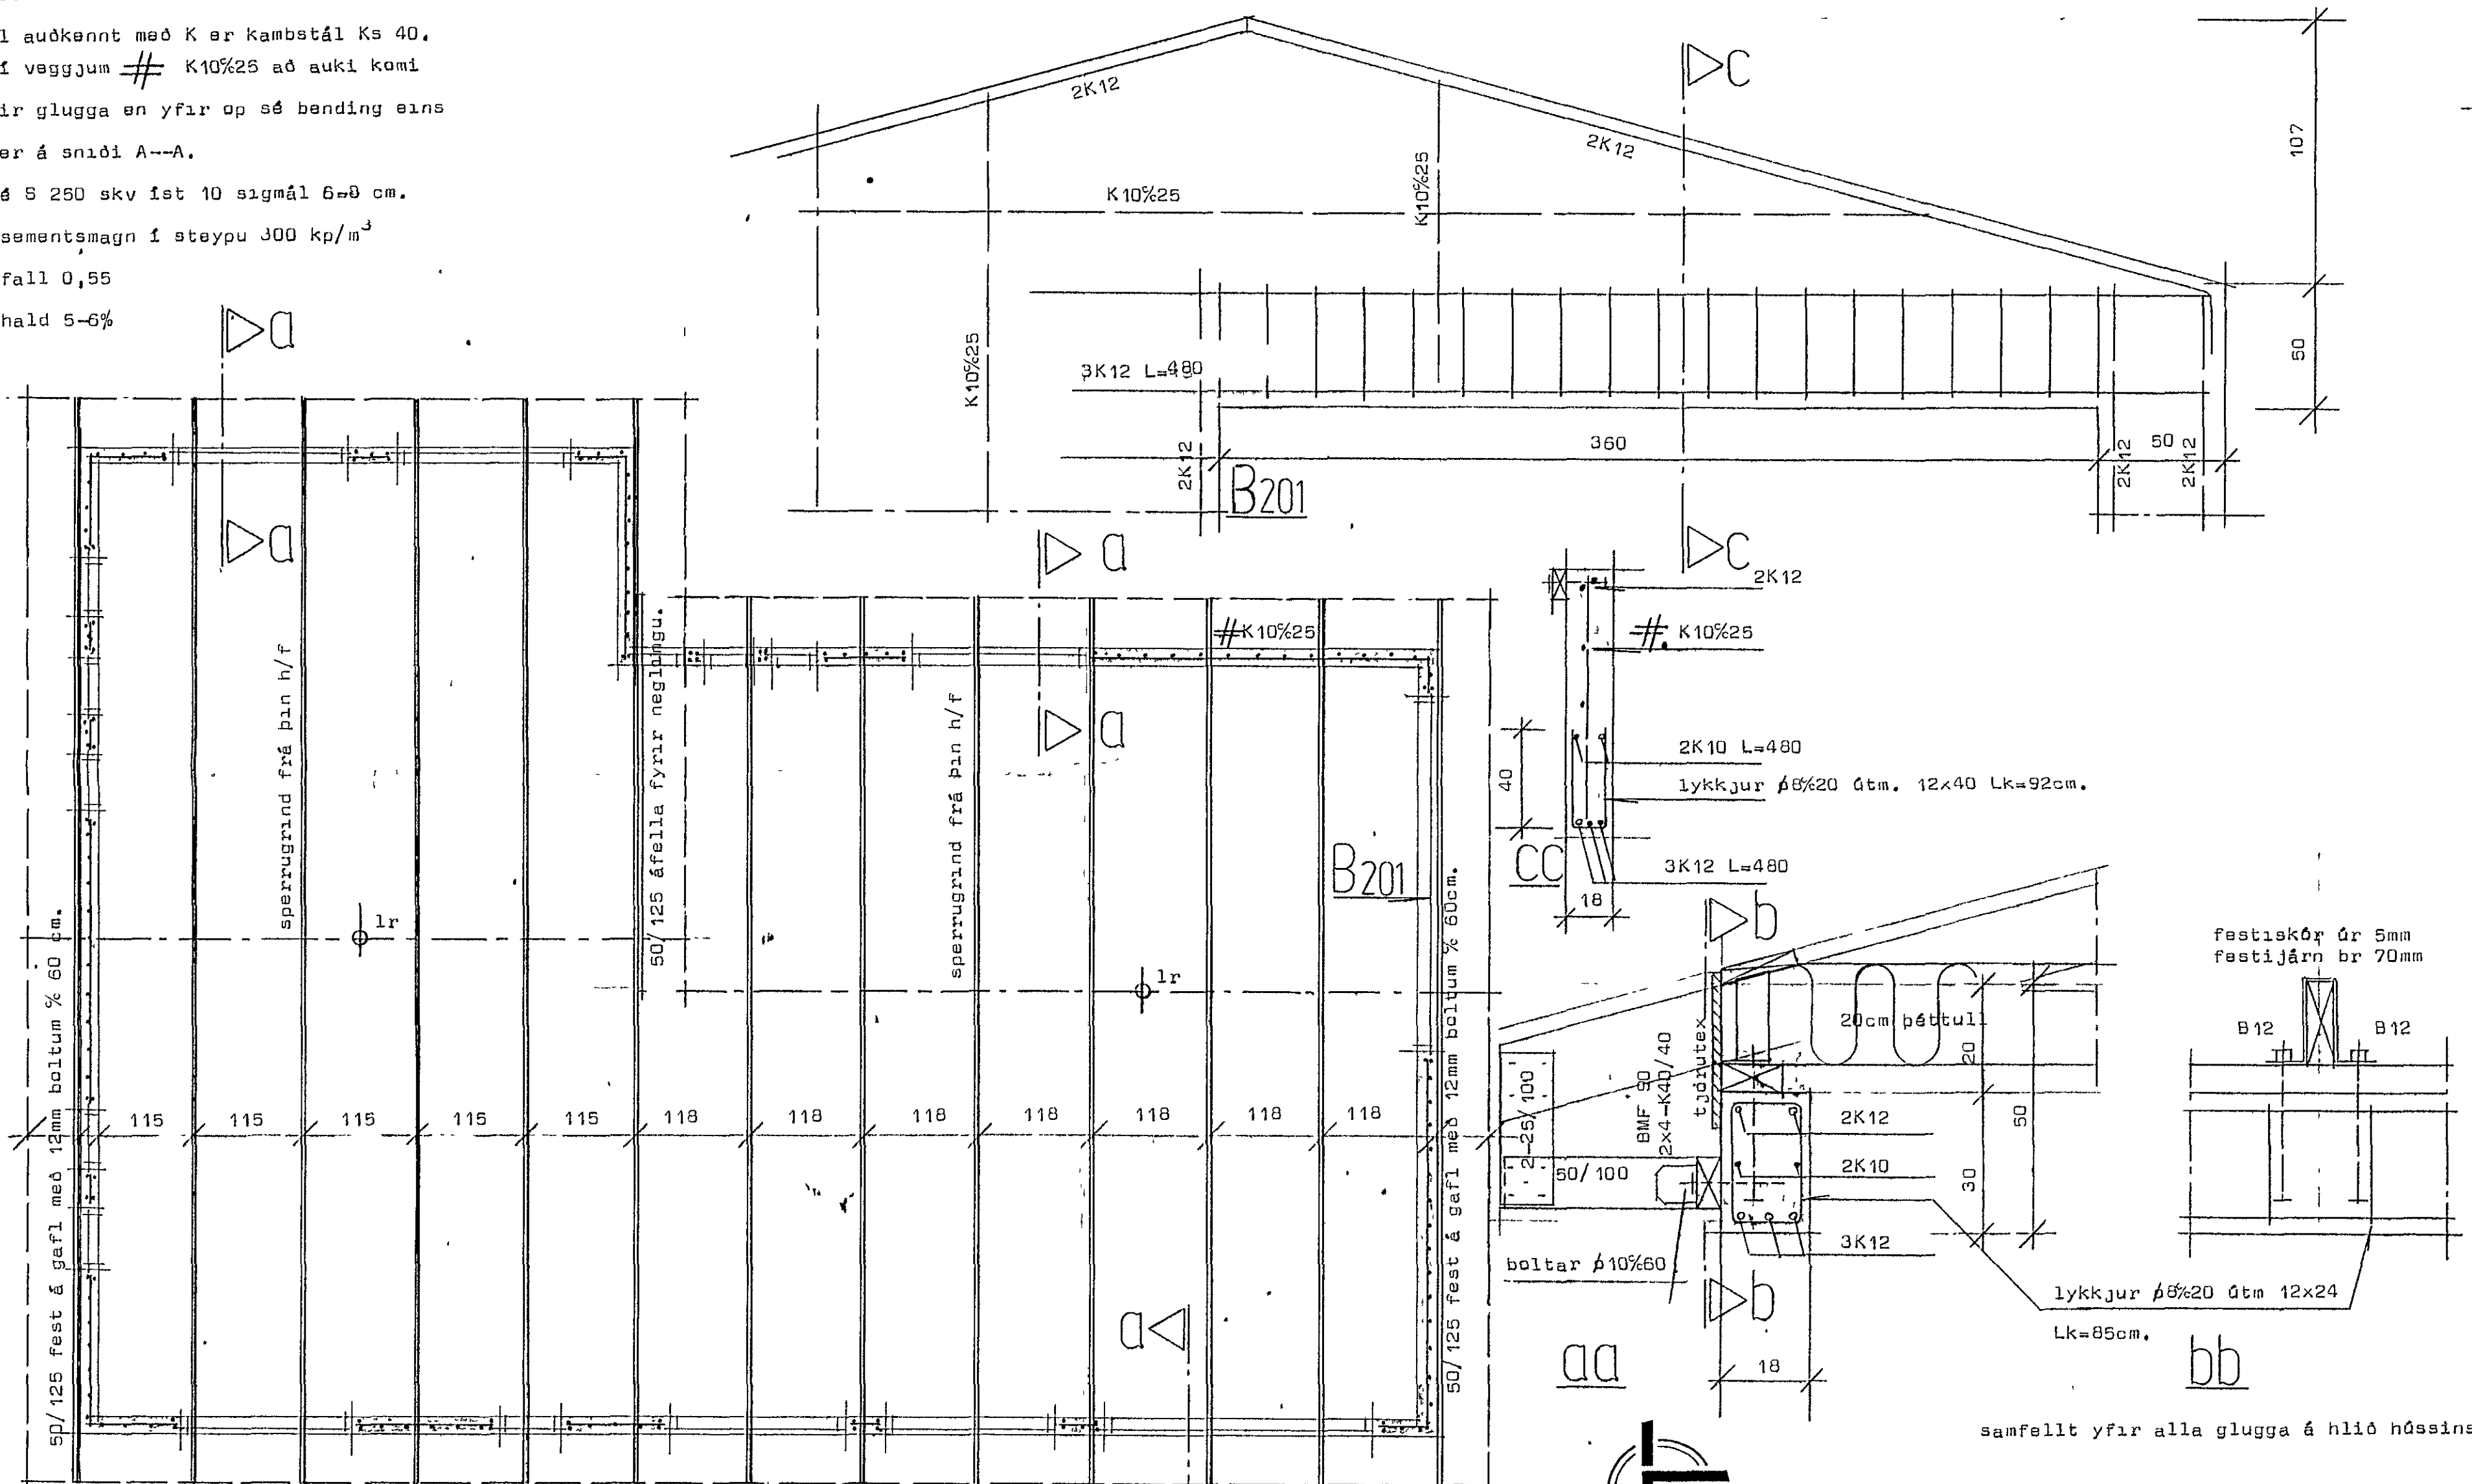 l auðkennt með K er kambstál Ks 40.
í veggjum # K10%25 að auki komi
ir glugga en yfir op sé bending eins
er á sniði A--A.
é S 250 skv íst 10 sigmál 6-8 cm.
sementsmagn í steypu 300 kp/m³
fall 0,55
hald 5-6%
a
a
2K12
2K12
C
107
K10%25
K10%25
K10%25
3K12 L=480
50
360
50
2K12
2K12
2K12
B201
C
a
a
sperrugrind frá þin h/f
50/125 áfella fyrir neglingu.
sperrugrind frá þin h/f
#K10%25
lr
lr
B201
50/125 fest á gafl með 12mm boltum % 60 cm.
50/125 fest á gafl með 12mm boltum % 60cm.
115
115
115
115
115
118
118
118
118
118
118
118
a
2K12
# K10%25
2K10 L=480
lykkjur ø8%20 útm. 12x40 Lk=92cm.
40
3K12 L=480
CC
18
b
20cm þéttull
tjörutex
BMF 90
2x4-K40/40
2-25/100
50/100
20
50
30
2K12
2K10
3K12
boltar ø10%60
b
18
aa
festiskór úr 5mm
festijárn br 70mm
B12
B12
lykkjur ø8%20 útm 12x24
Lk=85cm.
bb
samfellt yfir alla glugga á hlið hússins